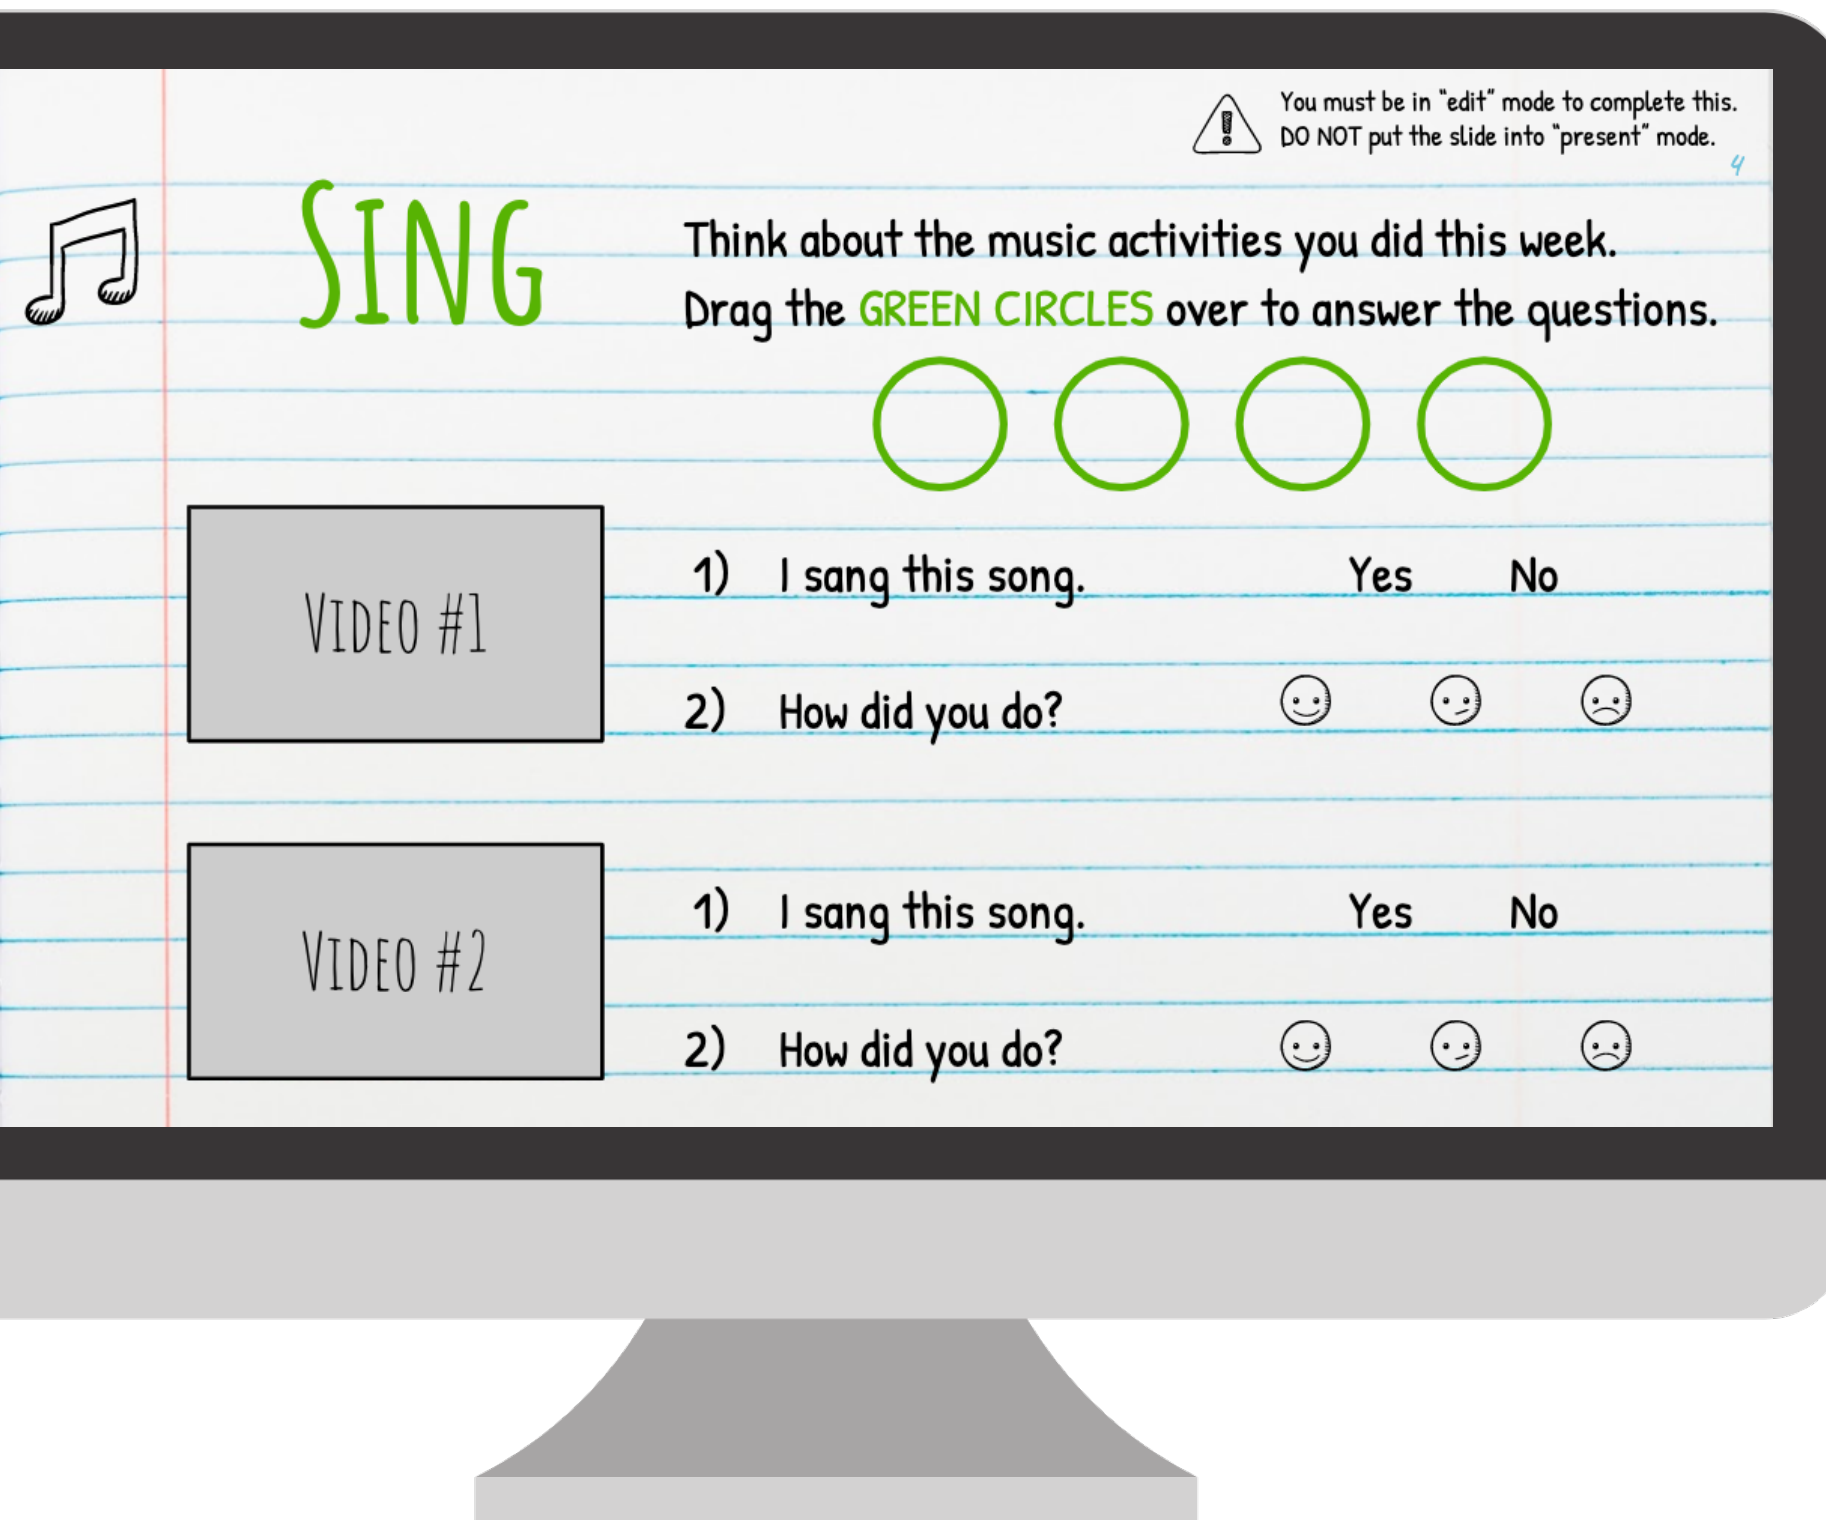 You must be in "edit" mode to complete this.
DO NOT put the slide into "present" mode.
4
SING
Think about the music activities you did this week.
Drag the GREEN CIRCLES over to answer the questions.
VIDEO #1
1) I sang this song. Yes No
2) How did you do?
VIDEO #2
1) I sang this song. Yes No
2) How did you do?